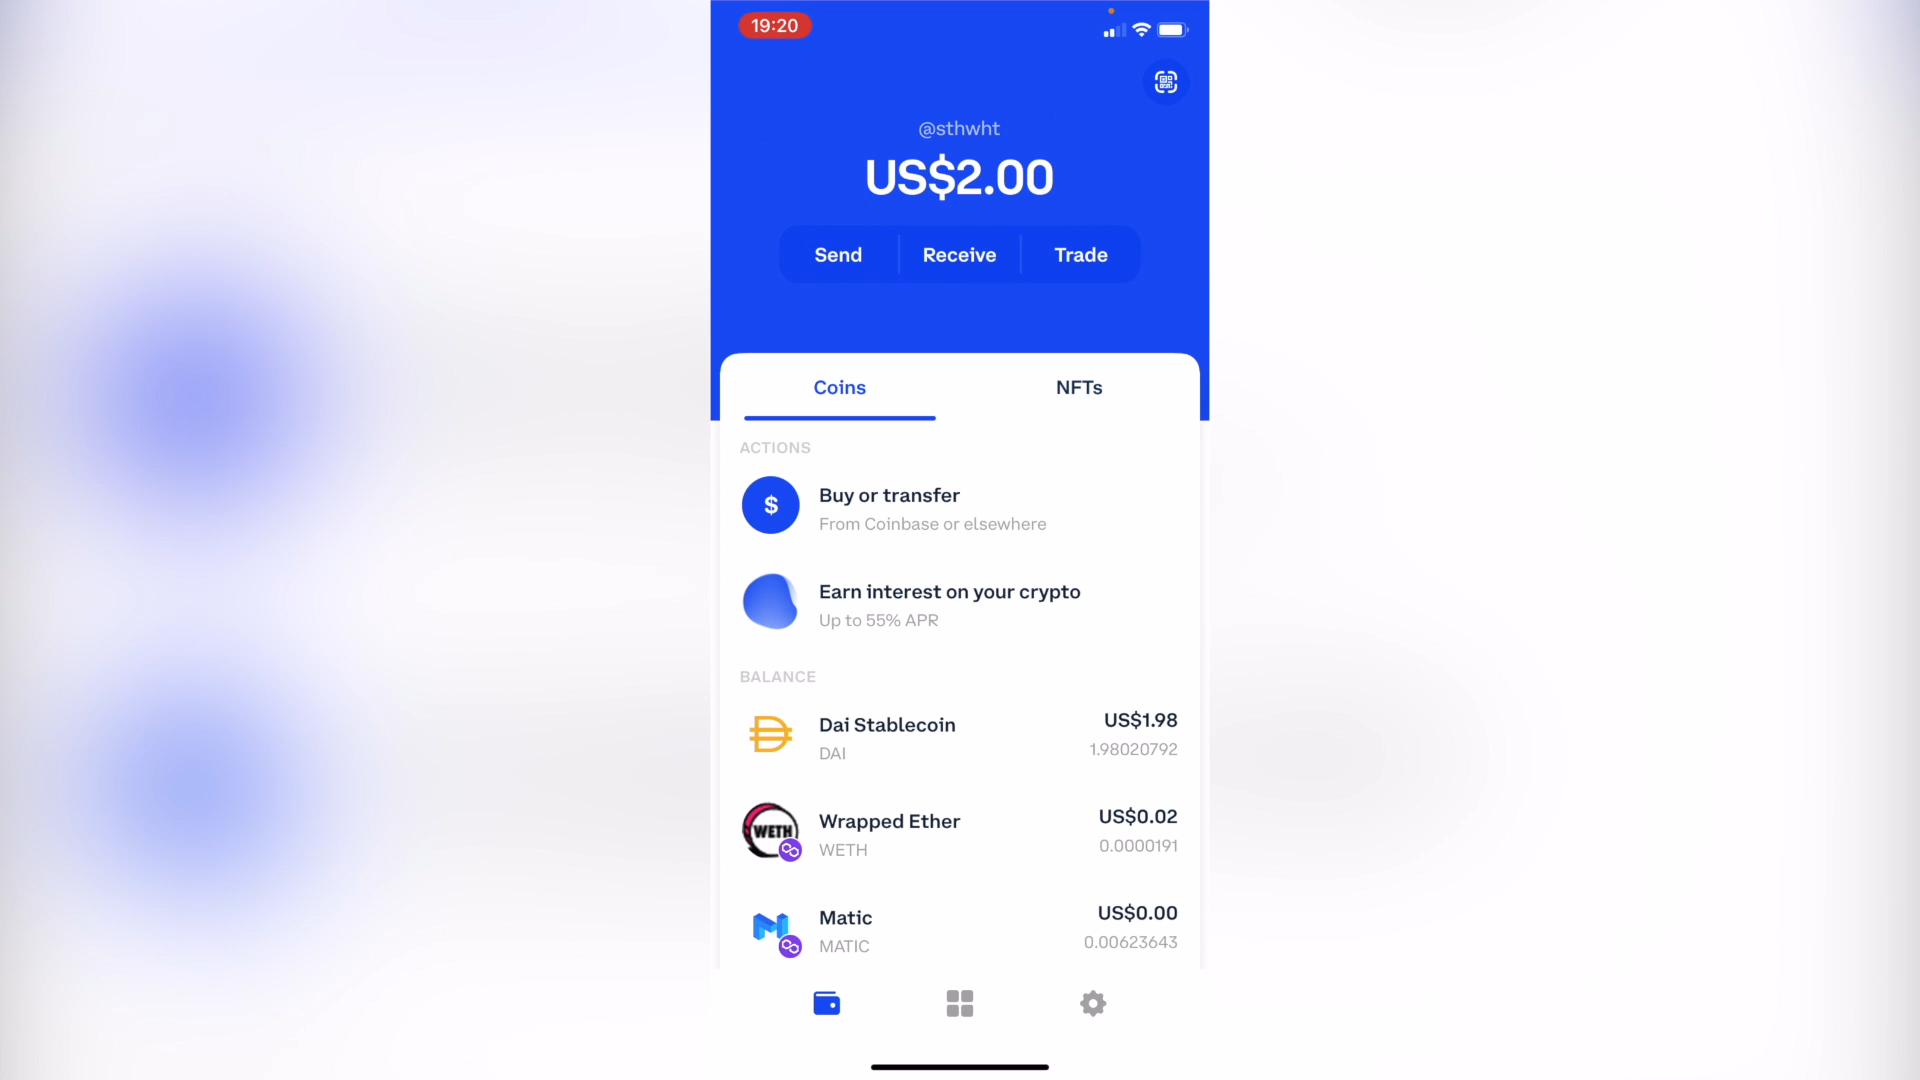 19:20
@sthwht
US$2.00
Send Receive Trade
Coins NFTs
ACTIONS
$
Buy or transfer
From Coinbase or elsewhere
Earn interest on your crypto
Up to 55% APR
BALANCE
Dai Stablecoin US$1.98
DAI 1.98020792
WETH
Wrapped Ether US$0.02
WETH 0.0000191
Matic US$0.00
MATIC 0.00623643